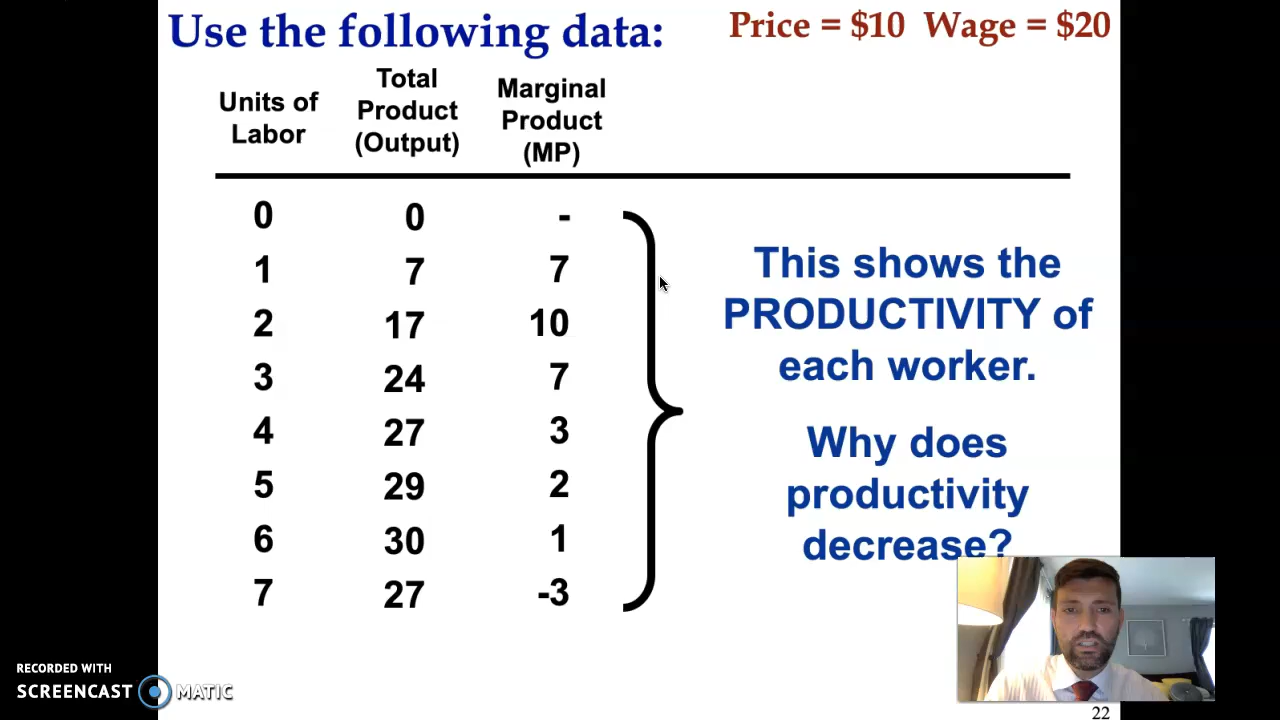 Use the following data:
Price = $10 Wage = $20
Units of
Labor
Total
Product
(Output)
Marginal
Product
(MP)
0 0 -
1 7 7
2 17 10
3 24 7
4 27 3
5 29 2
6 30 1
7 27 -3
This shows the
PRODUCTIVITY of
each worker.
Why does
productivity
decrease?
RECORDED WITH
SCREENCAST MATIC
22